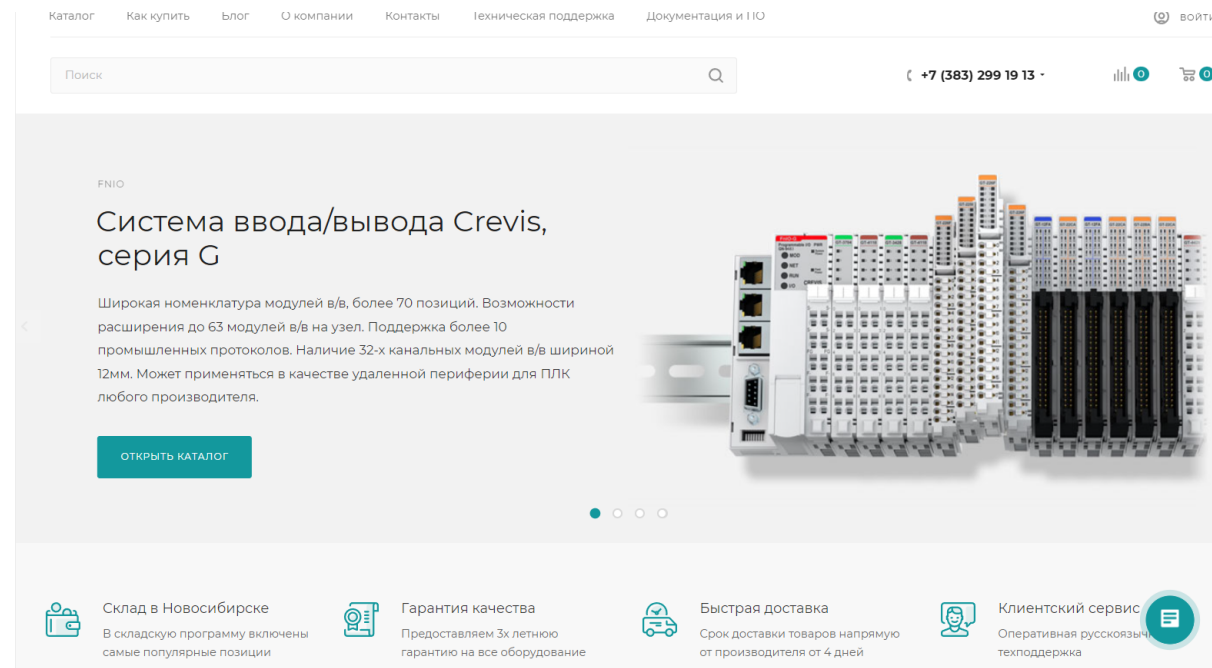 Каталог Как купить Блог О компании Контакты Техническая поддержка Документация и ПО ВОЙТИ
Поиск +7 (383) 299 19 13 0 0
FNIO
Система ввода/вывода Crevis,
серия G
Широкая номенклатура модулей в/в, более 70 позиций. Возможности
расширения до 63 модулей в/в на узел. Поддержка более 10
промышленных протоколов. Наличие 32-х канальных модулей в/в шириной
12мм. Может применяться в качестве удаленной периферии для ПЛК
любого производителя.
ОТКРЫТЬ КАТАЛОГ
MOD
NET
RUN
I/O
CREVIS
Склад в Новосибирске
В складскую программу включены
самые популярные позиции
Гарантия качества
Предоставляем 3х летнюю
гарантию на все оборудование
Быстрая доставка
Срок доставки товаров напрямую
от производителя от 4 дней
Клиентский сервис
Оперативная русскоязычн
техподдержка